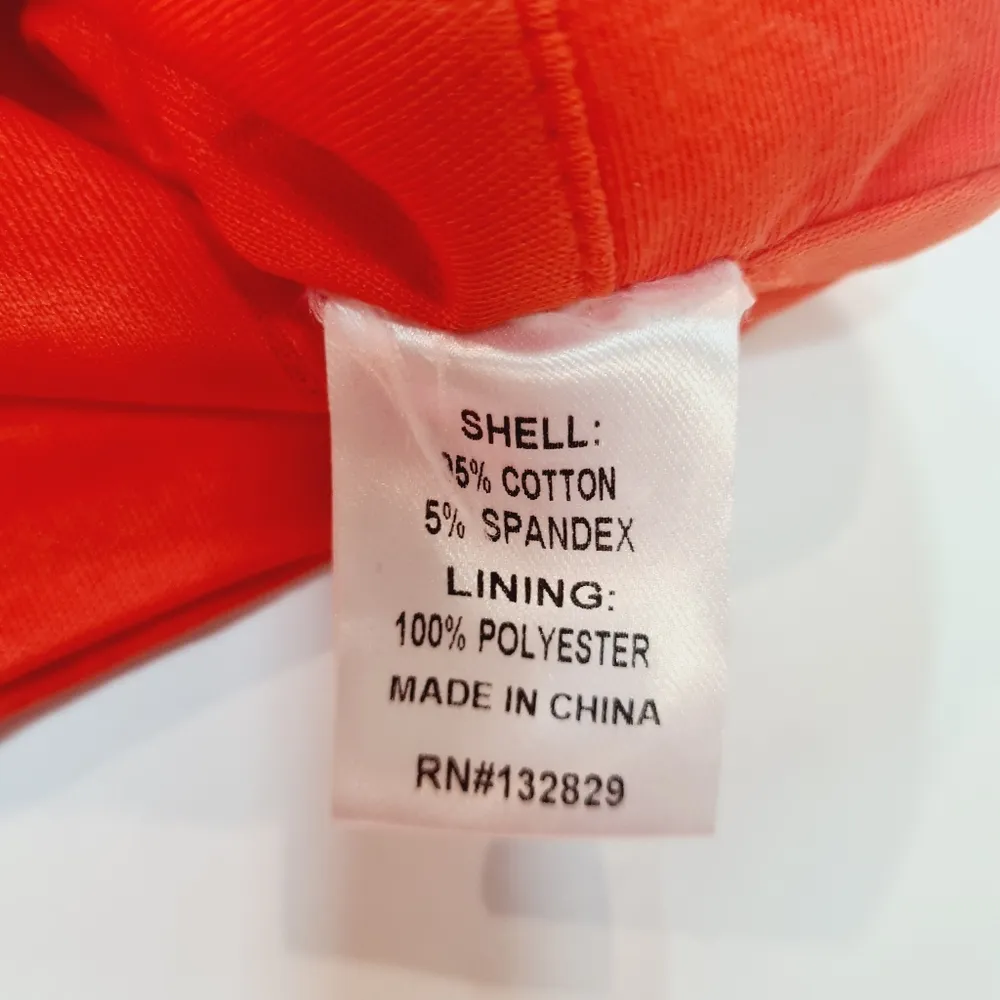 SHELL:
95% COTTON
5% SPANDEX
LINING:
100% POLYESTER
MADE IN CHINA
RN#132829